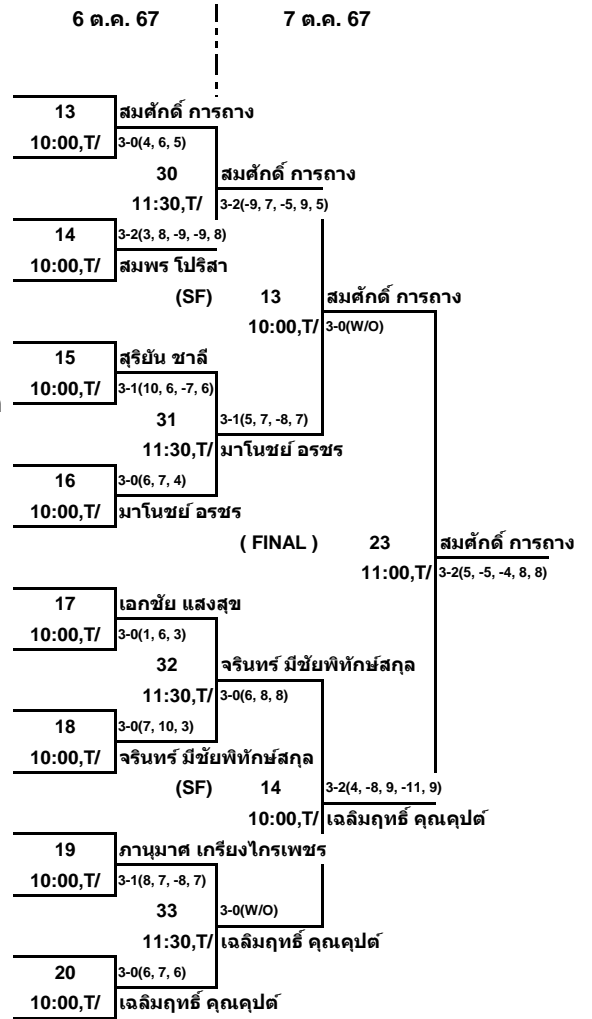 6 ต.ค. 67 7 ต.ค. 67
13 สมศักดิ์ การถาง
10:00,T/ 3-0(4, 6, 5)
30 สมศักดิ์ การถาง
11:30,T/ 3-2(-9, 7, -5, 9, 5)
14 3-2(3, 8, -9, -9, 8)
10:00,T/ สมพร โปริสา
(SF) 13 สมศักดิ์ การถาง
10:00,T/ 3-0(W/O)
15 สุริยัน ชาลี
10:00,T/ 3-1(10, 6, -7, 6)
31 3-1(5, 7, -8, 7)
11:30,T/ มาโนชย์ อรชร
16 3-0(6, 7, 4)
10:00,T/ มาโนชย์ อรชร
( FINAL ) 23 สมศักดิ์ การถาง
11:00,T/ 3-2(5, -5, -4, 8, 8)
17 เอกชัย แสงสุข
10:00,T/ 3-0(1, 6, 3)
32 จรินทร์ มีชัยพิทักษ์สกุล
11:30,T/ 3-0(6, 8, 8)
18 3-0(7, 10, 3)
10:00,T/ จรินทร์ มีชัยพิทักษ์สกุล
(SF) 14 3-2(4, -8, 9, -11, 9)
10:00,T/ เฉลิมฤทธิ์ คุณคุปต์
19 ภานุมาศ เกรียงไกรเพชร
10:00,T/ 3-1(8, 7, -8, 7)
33 3-0(W/O)
11:30,T/ เฉลิมฤทธิ์ คุณคุปต์
20 3-0(6, 7, 6)
10:00,T/ เฉลิมฤทธิ์ คุณคุปต์